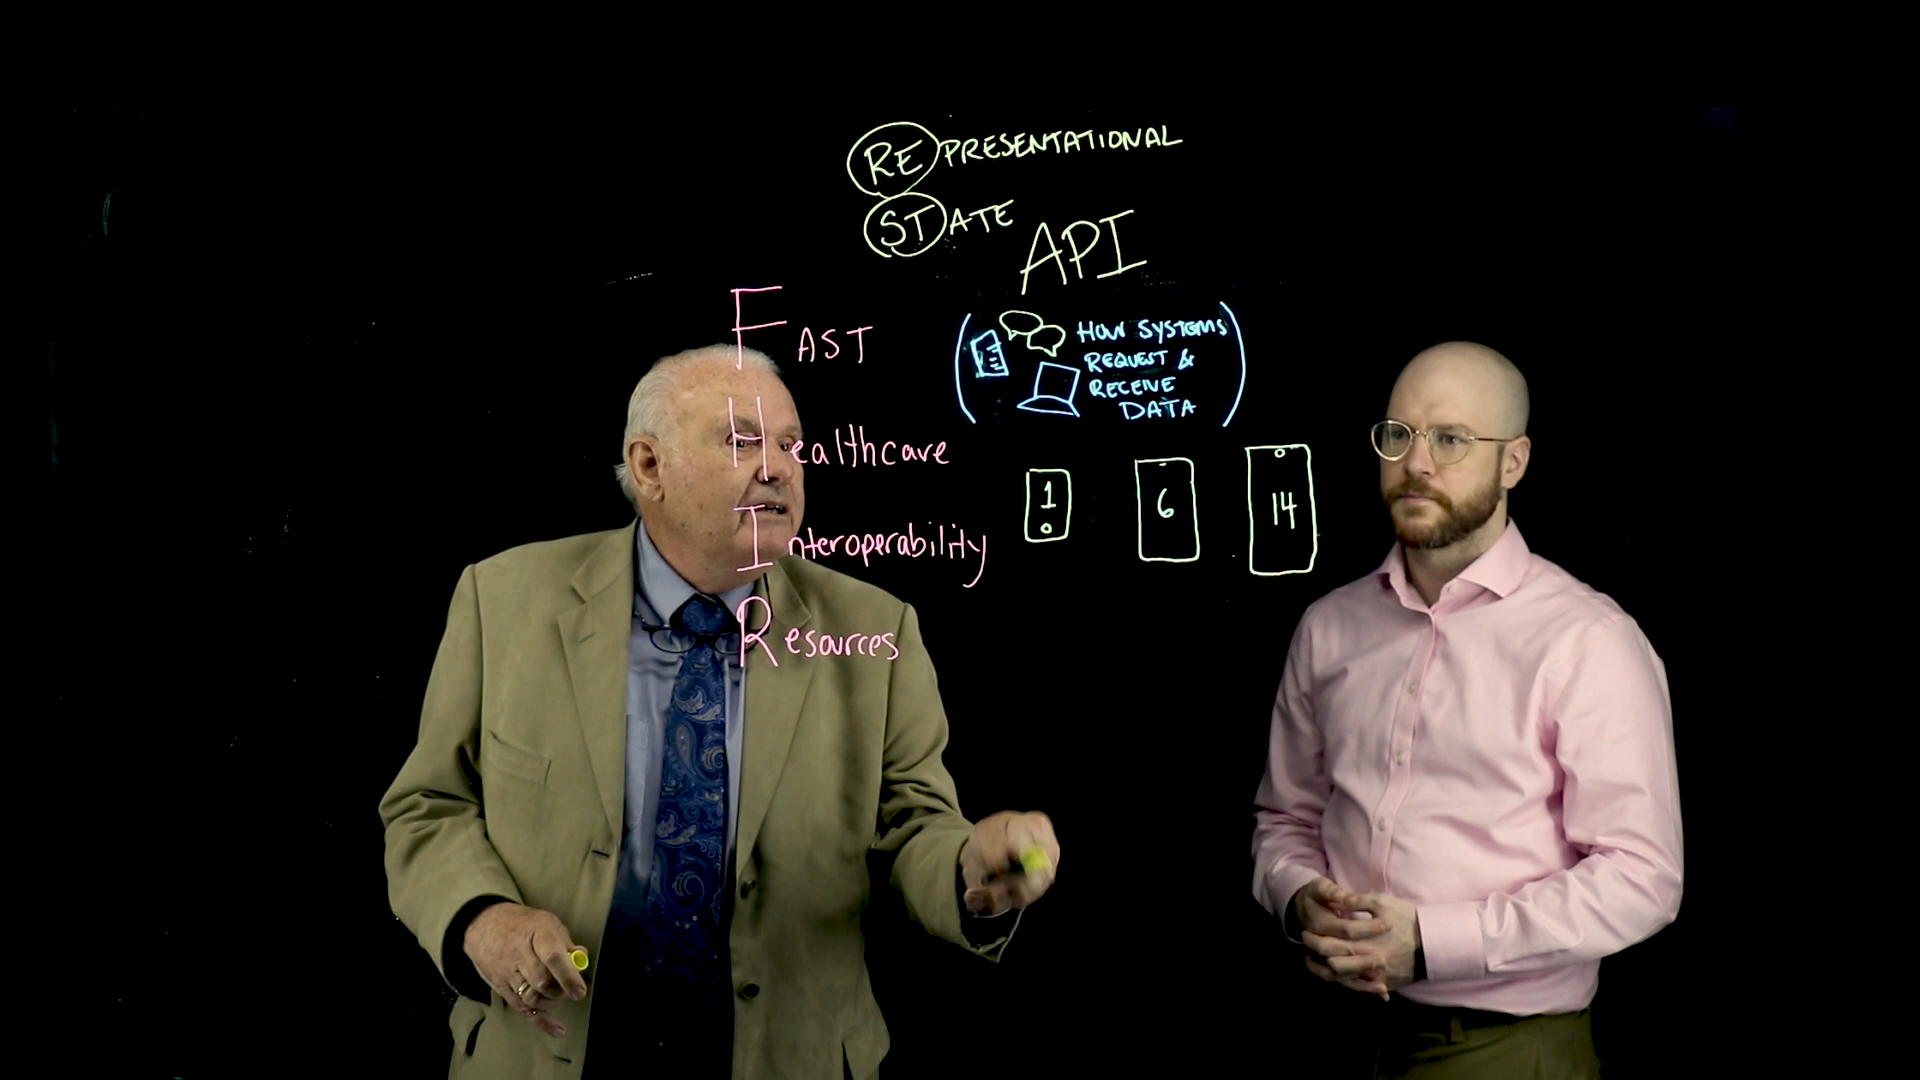 REPRESENTATIONAL
STATE
API
FAST
Healthcare
Interoperability
Resources
HOW SYSTEMS
REQUEST &
RECEIVE
DATA
1
6
14